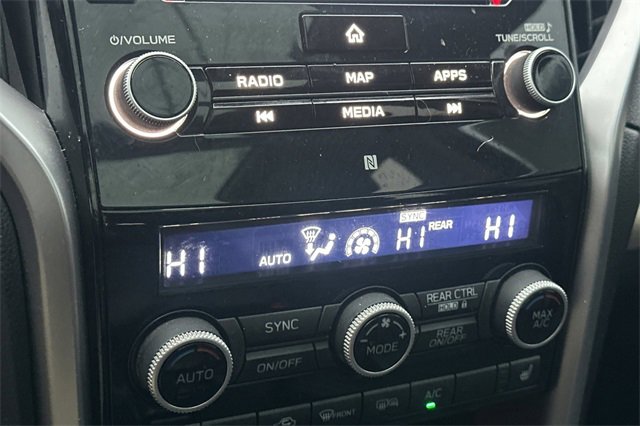 ⏻/VOLUME
HOLD ♪
TUNE/SCROLL
RADIO MAP APPS
MEDIA
N
SYNC
HI AUTO HI REAR HI
SYNC
ON/OFF
REAR CTRL
HOLD
REAR
ON/OFF
AUTO
MODE
MAX
A/C
FRONT
A/C